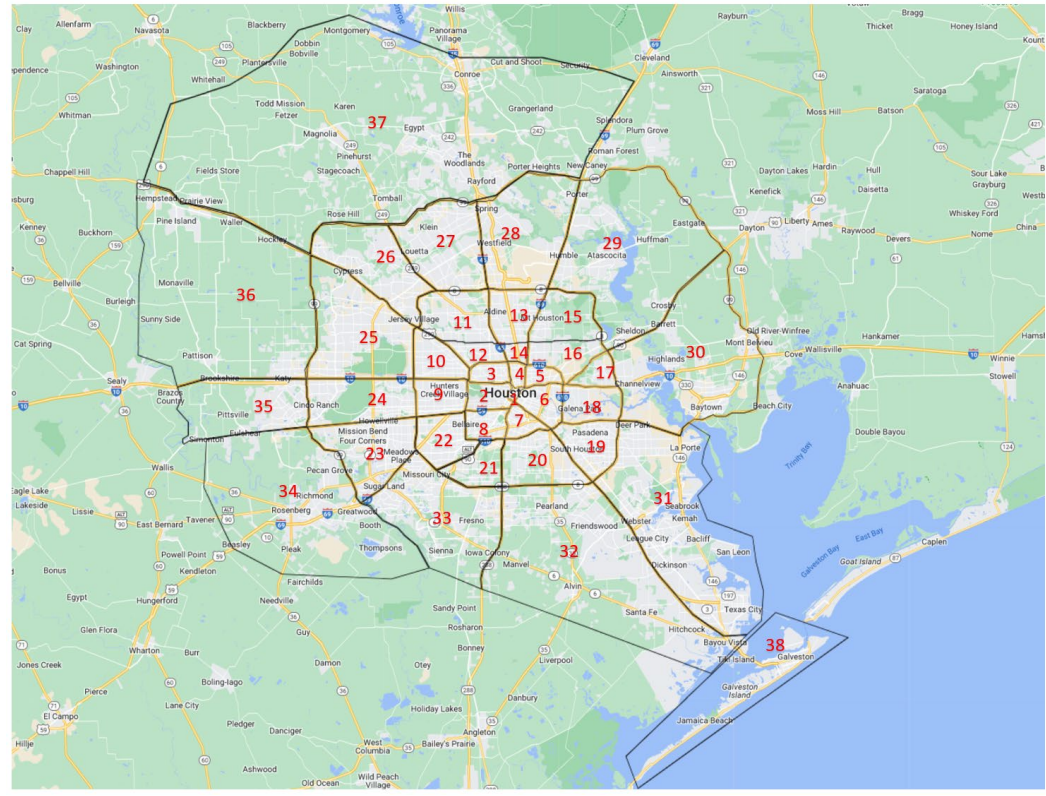 Clay
Allenfarm
Navasota
Blackberry
Montgomery
Dobbin
Bobville
Plantersville
Willis
Panorama
Village
Conroe
Cut and Shoot
Security
Cleveland
Rayburn
Thicket
Bragg
Honey Island
Ainsworth
Washington
Whitehall
Whitman
Todd Mission
Fetzer
Karen
37
Egypt
Magnolia
Pinehurst
Stagecoach
Grangerland
Splendora
Plum Grove
Roman Forest
The
Woodlands
Porter Heights
New Caney
Rayford
Porter
Moss Hill
Batson
Saratoga
Chappell Hill
Fields Store
Hempstead
Prairie View
Pine Island
Waller
Hockley
Rose Hill
Tomball
Spring
Klein
Louetta
Westfield
26
27
28
29
Humble
Atascocita
Huffman
Eastgate
Dayton Lakes
Kenefick
Hardin
Hull
Daisetta
Sour Lake
Grayburg
Whiskey Ford
Nome
China
Dayton
Liberty
Ames
Raywood
Devers
Kenney
Buckhorn
Bellville
Burleigh
Monaville
Sunny Side
36
Cypress
Jersey Village
Aldine
Mt Houston
11
13
15
Crosby
Barrett
Sheldon
Old River-Winfree
Mont Belvieu
Cove
Wallisville
Hankamer
Winnie
Stowell
Cat Spring
Pattison
25
10
12
14
16
Highlands
30
Sealy
Brazos
Country
Brookshire
Katy
Hunters
Creek Village
3
4
5
17
Channelview
Anahuac
Pittsville
35
Cinco Ranch
24
9
2
1
Houston
6
Galena Park
18
Baytown
Beach City
Simonton
Fulshear
Howellville
Mission Bend
Four Corners
Bellaire
8
7
Pasadena
Deer Park
Double Bayou
Wallis
23
Meadows
Place
22
South Houston
19
La Porte
Trinity Bay
Pecan Grove
Missouri City
21
20
Eagle Lake
Lakeside
Lissie
34
Richmond
Rosenberg
Sugar Land
Greatwood
33
Fresno
Pearland
31
Seabrook
Kemah
Webster
East Bernard
Tavener
Beasley
Booth
Friendswood
League City
Bacliff
San Leon
East Bay
Caplen
Galveston Bay
Goat Island
Powell Point
Kendleton
Pleak
Thompsons
Sienna
Iowa Colony
Manvel
32
Dickinson
Bonus
Hungerford
Fairchilds
Alvin
Egypt
Needville
Sandy Point
Santa Fe
Texas City
Glen Flora
Guy
Rosharon
Hitchcock
Bayou Vista
Tiki Island
38
Galveston
Wharton
Burr
Bonney
Jones Creek
Damon
Otey
Liverpool
Galveston
Island
Pierce
Boling-Iago
Lane City
Danbury
El Campo
Holiday Lakes
Jamaica Beach
Hillje
Pledger
Danciger
Angleton
West
Columbia
Bailey's Prairie
Ashwood
Old Ocean
Wild Peach
Village